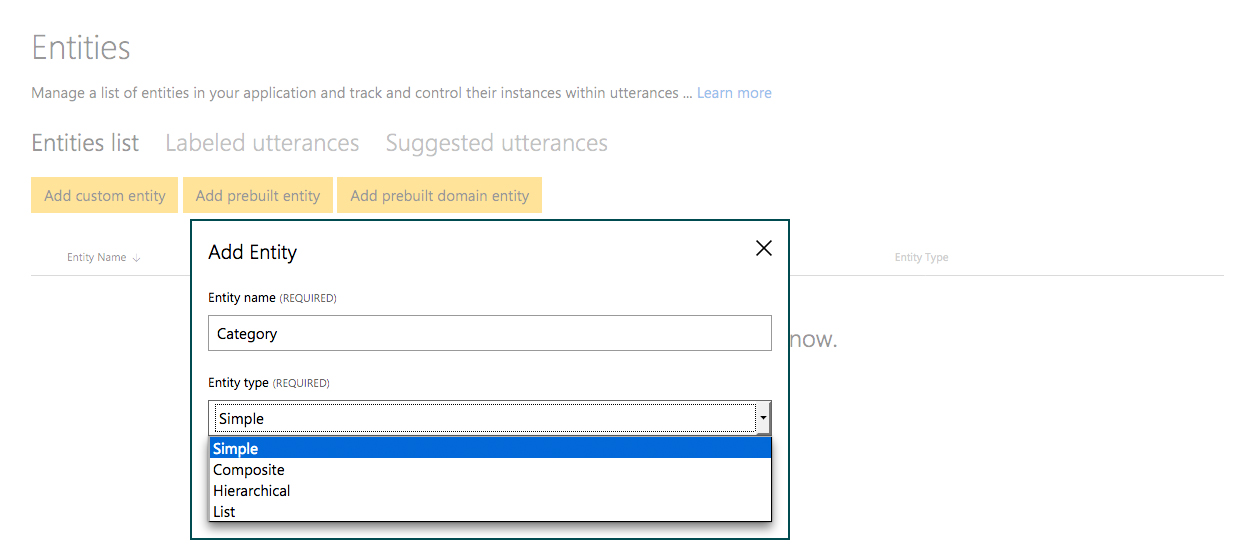 Entities
Manage a list of entities in your application and track and control their instances within utterances ... Learn more
Entities list Labeled utterances Suggested utterances
Add custom entity Add prebuilt entity Add prebuilt domain entity
Add Entity
Entity Name ↓ Entity Type
Entity name (REQUIRED)
Category
now.
Entity type (REQUIRED)
Simple
Simple
Composite
Hierarchical
List